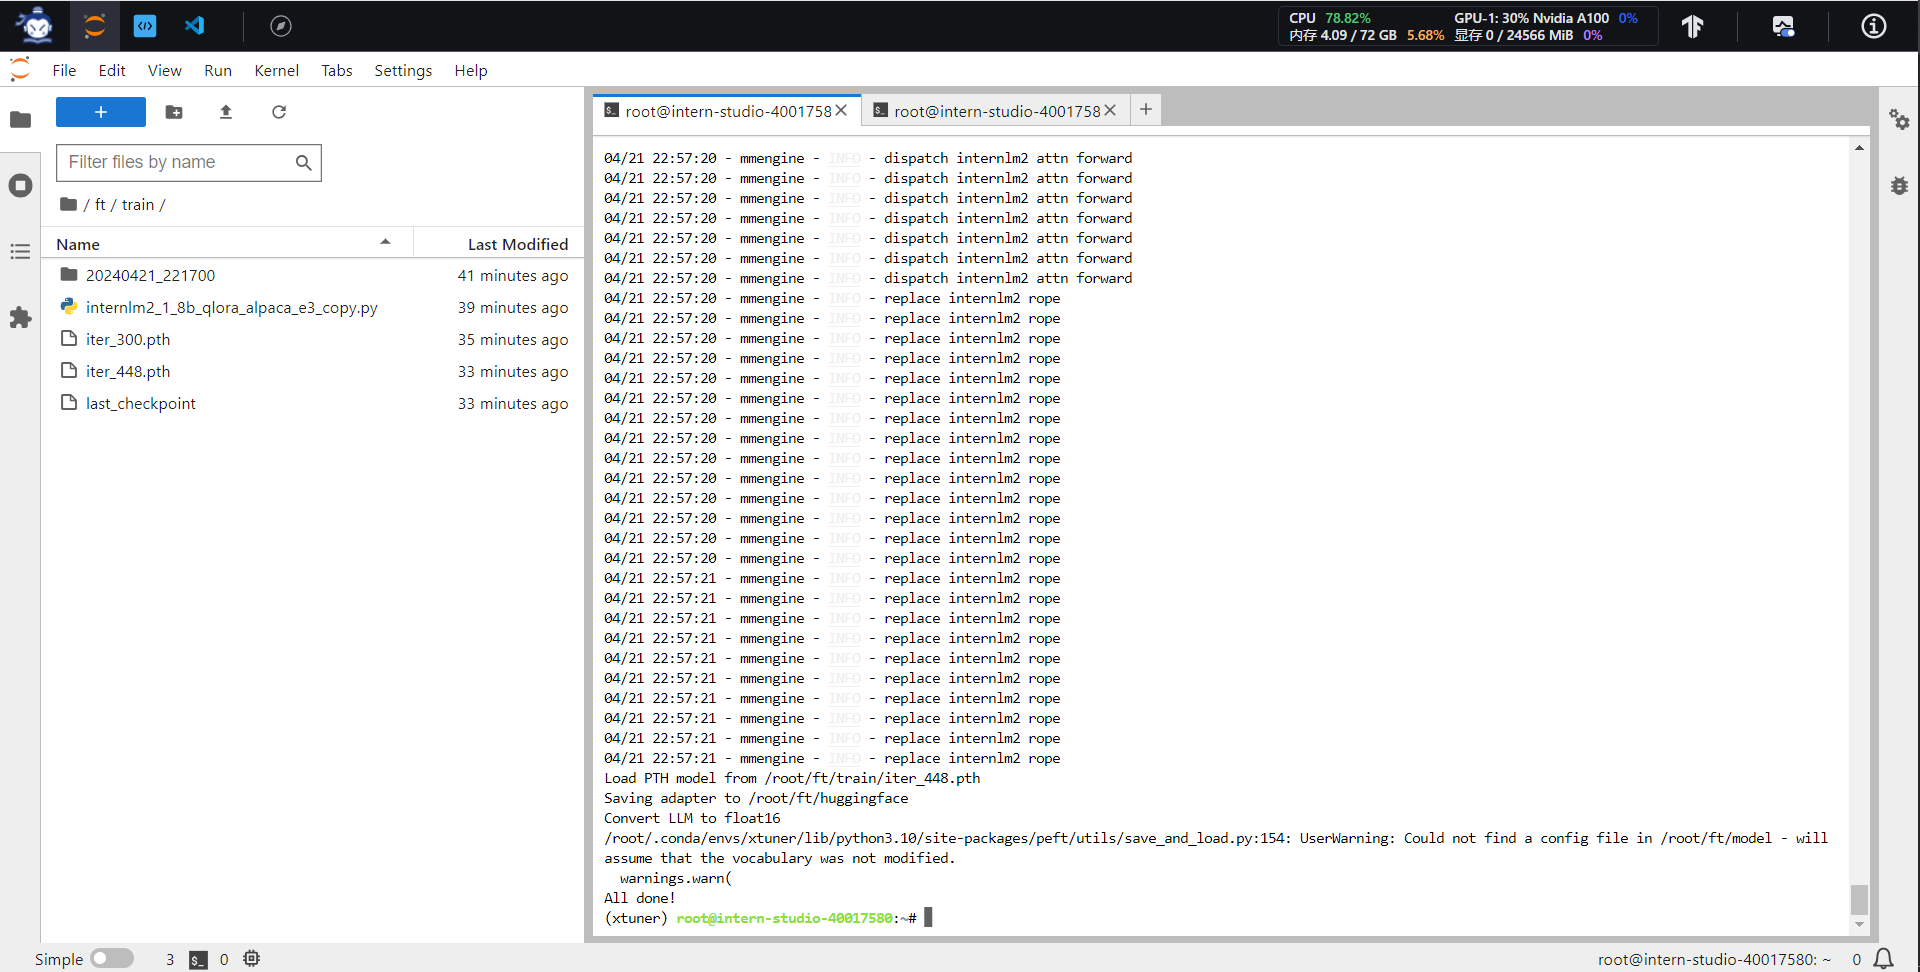 CPU 78.82% GPU-1: 30% Nvidia A100 0%
内存 4.09 / 72 GB 5.68% 显存 0 / 24566 MiB 0%
File Edit View Run Kernel Tabs Settings Help
+
root@intern-studio-4001758
root@intern-studio-4001758
+
Filter files by name
/ ft / train /
Name Last Modified
20240421_221700 41 minutes ago
internlm2_1_8b_qlora_alpaca_e3_copy.py 39 minutes ago
iter_300.pth 35 minutes ago
iter_448.pth 33 minutes ago
last_checkpoint 33 minutes ago
04/21 22:57:20 - mmengine - INFO - dispatch internlm2 attn forward
04/21 22:57:20 - mmengine - INFO - dispatch internlm2 attn forward
04/21 22:57:20 - mmengine - INFO - dispatch internlm2 attn forward
04/21 22:57:20 - mmengine - INFO - dispatch internlm2 attn forward
04/21 22:57:20 - mmengine - INFO - dispatch internlm2 attn forward
04/21 22:57:20 - mmengine - INFO - dispatch internlm2 attn forward
04/21 22:57:20 - mmengine - INFO - dispatch internlm2 attn forward
04/21 22:57:20 - mmengine - INFO - replace internlm2 rope
04/21 22:57:20 - mmengine - INFO - replace internlm2 rope
04/21 22:57:20 - mmengine - INFO - replace internlm2 rope
04/21 22:57:20 - mmengine - INFO - replace internlm2 rope
04/21 22:57:20 - mmengine - INFO - replace internlm2 rope
04/21 22:57:20 - mmengine - INFO - replace internlm2 rope
04/21 22:57:20 - mmengine - INFO - replace internlm2 rope
04/21 22:57:20 - mmengine - INFO - replace internlm2 rope
04/21 22:57:20 - mmengine - INFO - replace internlm2 rope
04/21 22:57:20 - mmengine - INFO - replace internlm2 rope
04/21 22:57:20 - mmengine - INFO - replace internlm2 rope
04/21 22:57:20 - mmengine - INFO - replace internlm2 rope
04/21 22:57:20 - mmengine - INFO - replace internlm2 rope
04/21 22:57:20 - mmengine - INFO - replace internlm2 rope
04/21 22:57:21 - mmengine - INFO - replace internlm2 rope
04/21 22:57:21 - mmengine - INFO - replace internlm2 rope
04/21 22:57:21 - mmengine - INFO - replace internlm2 rope
04/21 22:57:21 - mmengine - INFO - replace internlm2 rope
04/21 22:57:21 - mmengine - INFO - replace internlm2 rope
04/21 22:57:21 - mmengine - INFO - replace internlm2 rope
04/21 22:57:21 - mmengine - INFO - replace internlm2 rope
04/21 22:57:21 - mmengine - INFO - replace internlm2 rope
04/21 22:57:21 - mmengine - INFO - replace internlm2 rope
04/21 22:57:21 - mmengine - INFO - replace internlm2 rope
Load PTH model from /root/ft/train/iter_448.pth
Saving adapter to /root/ft/huggingface
Convert LLM to float16
/root/.conda/envs/xtuner/lib/python3.10/site-packages/peft/utils/save_and_load.py:154: UserWarning: Could not find a config file in /root/ft/model - will
assume that the vocabulary was not modified.
warnings.warn(
All done!
(xtuner) root@intern-studio-40017580:~#
Simple 3 $_ 0 root@intern-studio-40017580: ~ 0